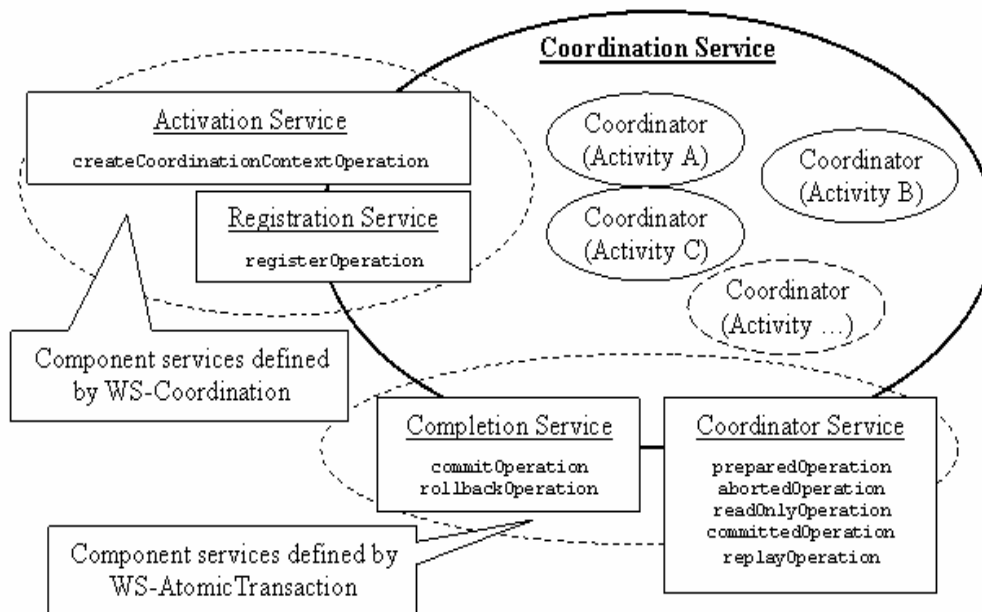 Coordination Service
Activation Service
createCoordinationContextOperation
Registration Service
registerOperation
Coordinator
(Activity A)
Coordinator
(Activity B)
Coordinator
(Activity C)
Coordinator
(Activity ...)
Component services defined
by WS-Coordination
Completion Service
commitOperation
rollbackOperation
Coordinator Service
preparedOperation
abortedOperation
readOnlyOperation
committedOperation
replayOperation
Component services defined by
WS-AtomicTransaction